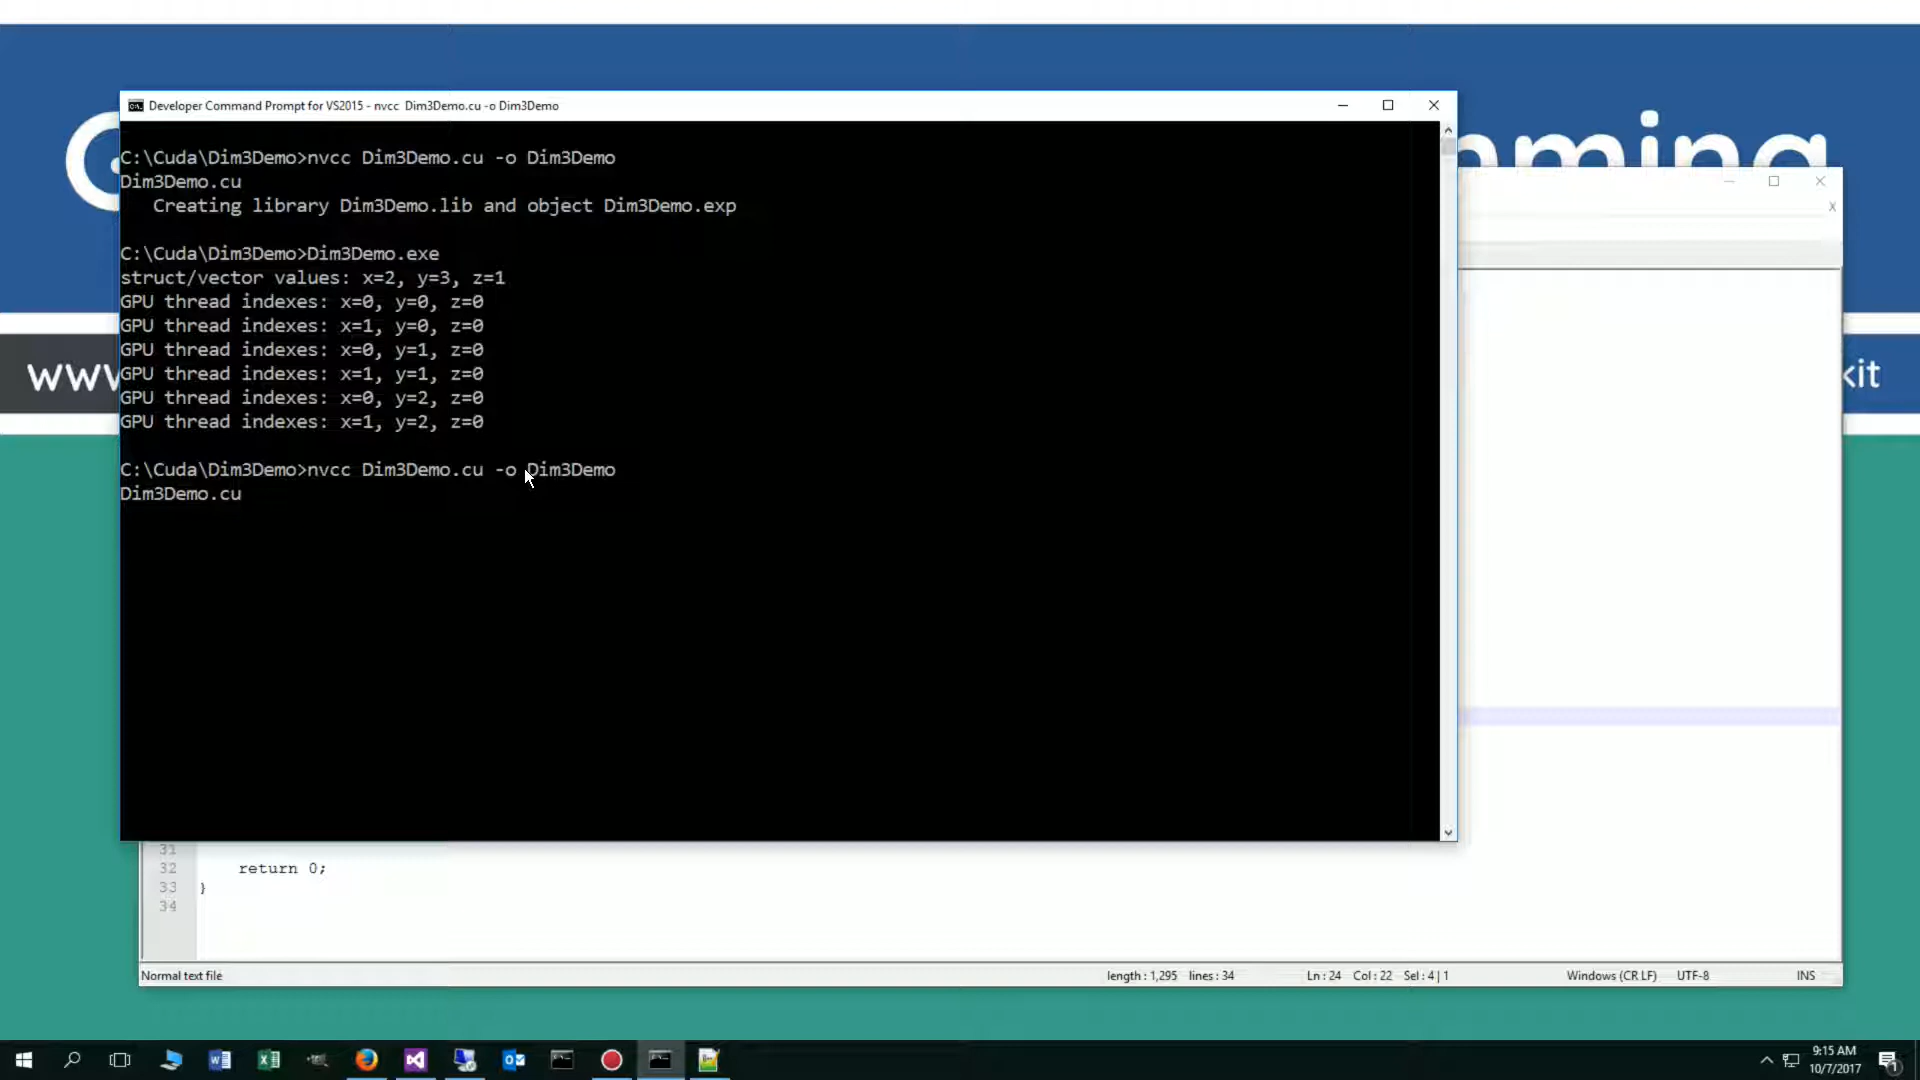 mming
Developer Command Prompt for VS2015 - nvcc  Dim3Demo.cu -o Dim3Demo
C:\Cuda\Dim3Demo>nvcc Dim3Demo.cu -o Dim3Demo
Dim3Demo.cu
   Creating library Dim3Demo.lib and object Dim3Demo.exp
C:\Cuda\Dim3Demo>Dim3Demo.exe
struct/vector values: x=2, y=3, z=1
GPU thread indexes: x=0, y=0, z=0
GPU thread indexes: x=1, y=0, z=0
GPU thread indexes: x=0, y=1, z=0
GPU thread indexes: x=1, y=1, z=0
GPU thread indexes: x=0, y=2, z=0
GPU thread indexes: x=1, y=2, z=0
C:\Cuda\Dim3Demo>nvcc Dim3Demo.cu -o Dim3Demo
Dim3Demo.cu
www
kit
31
32 return 0;
33 }
34
Normal text file length : 1,295 lines : 34 Ln : 24 Col : 22 Sel : 4 | 1 Windows (CR LF) UTF-8 INS
9:15 AM
10/7/2017
1